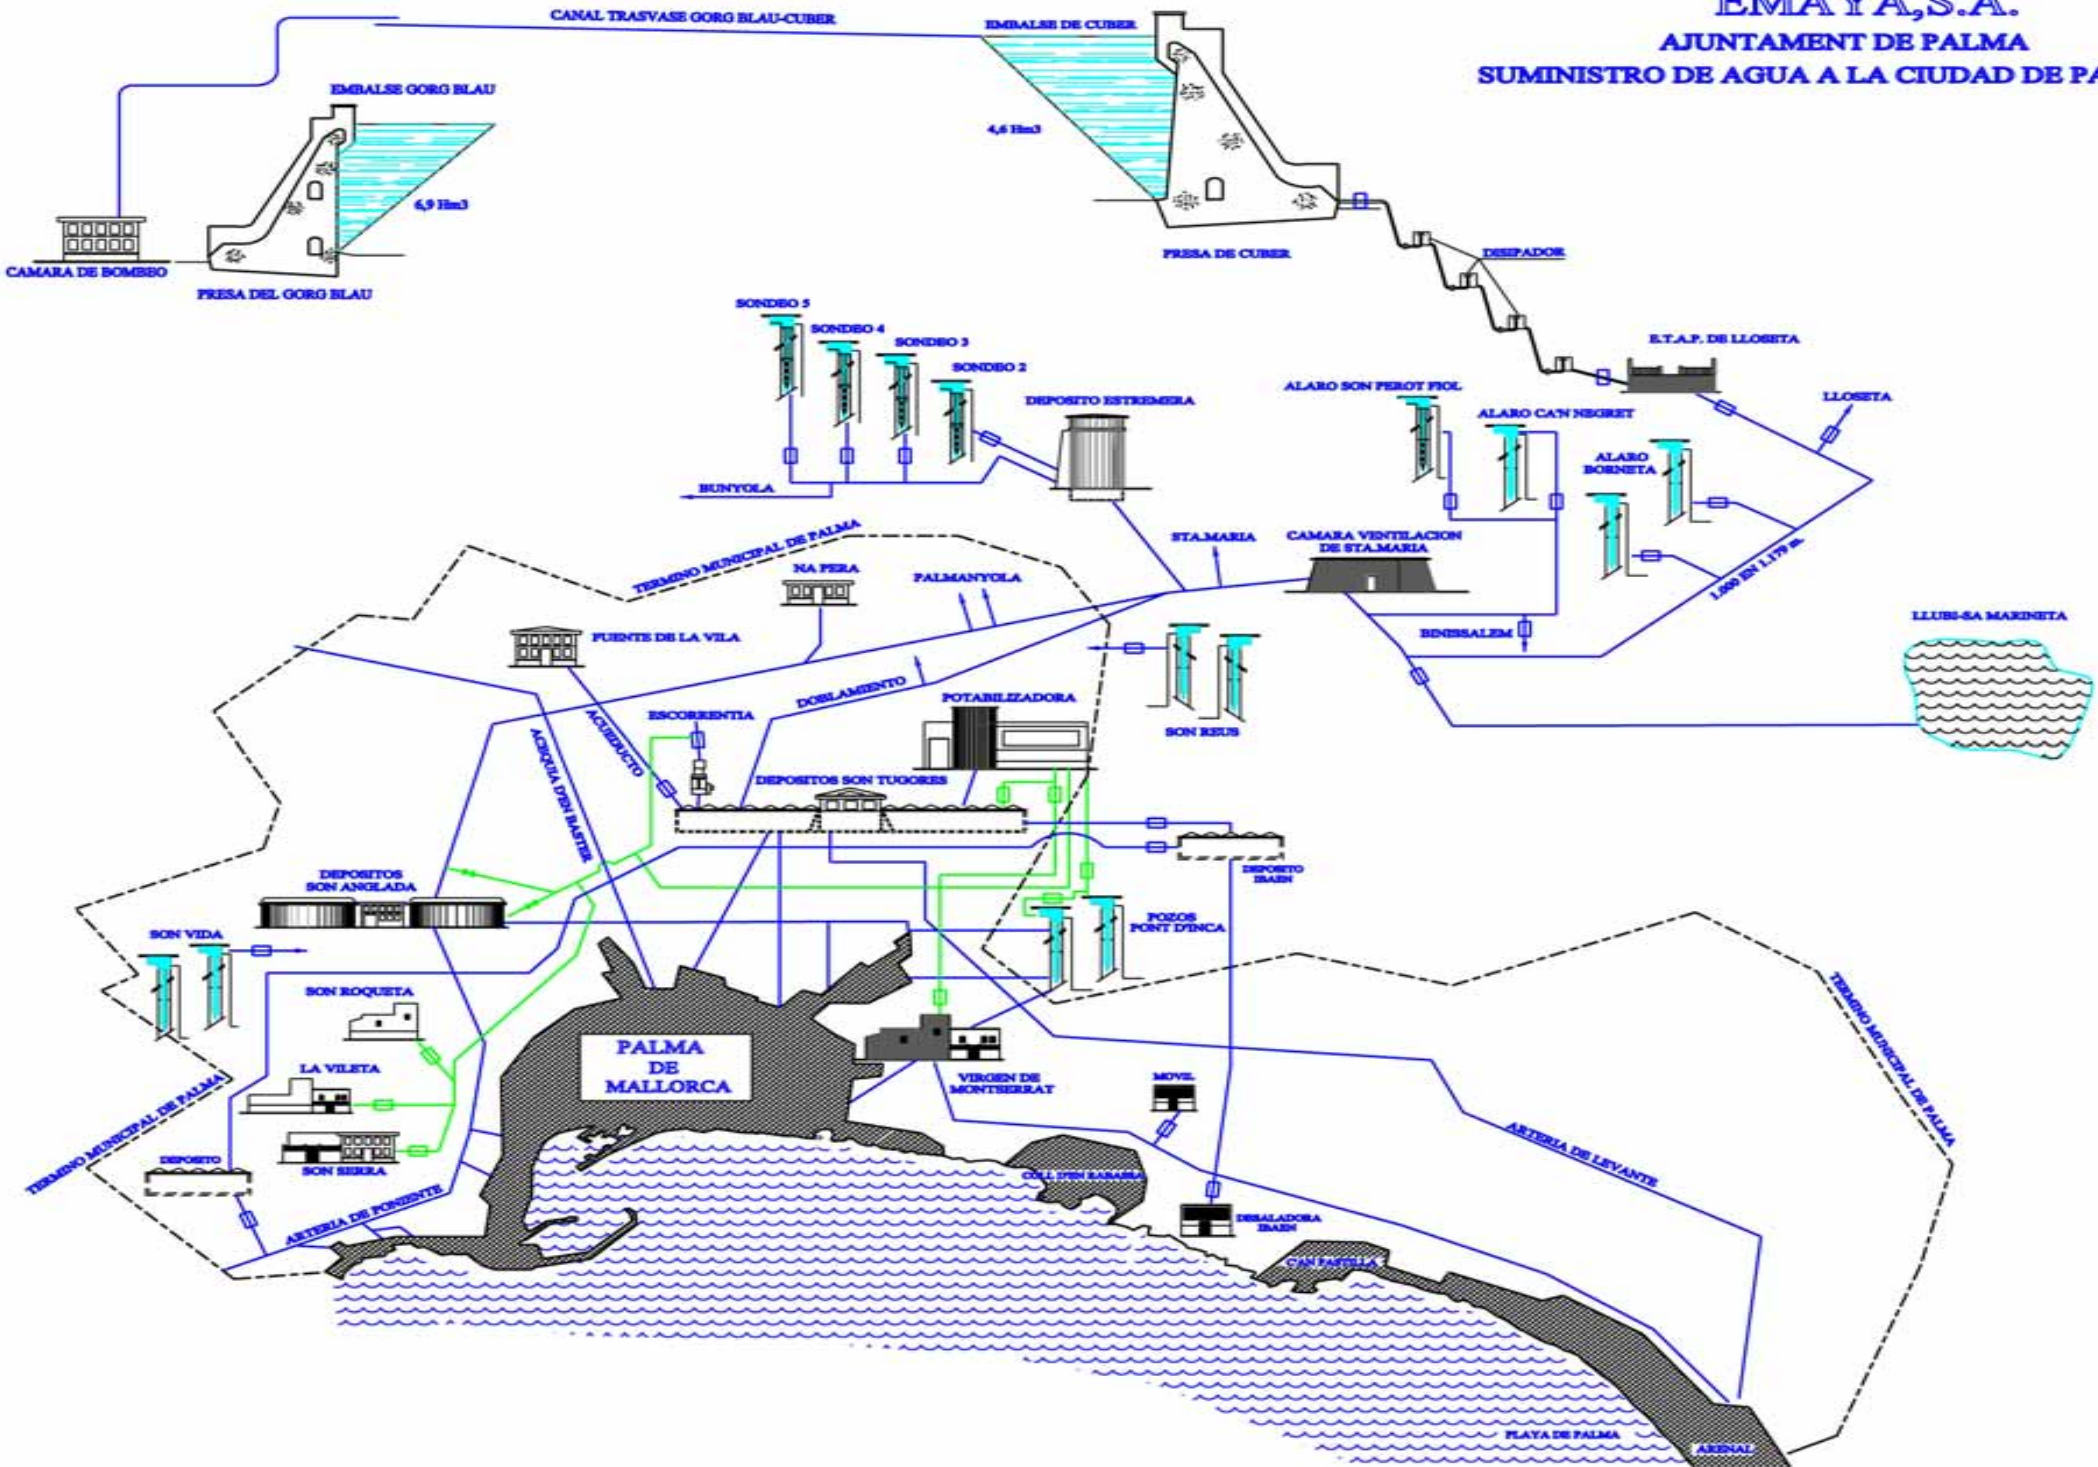 EMAYA,S.A.
AJUNTAMENT DE PALMA
SUMINISTRO DE AGUA A LA CIUDAD DE PA
CANAL TRASVASE GORG BLAU-CUBER
EMBALSE DE CUBER
EMBALSE GORG BLAU
4,6 Hm3
6,9 Hm3
CAMARA DE BOMBEO
PRESA DEL GORG BLAU
PRESA DE CUBER
DISIPADOR
SONDEO 5
SONDEO 4
SONDEO 3
SONDEO 2
E.T.A.P. DE LLOSETA
DEPOSITO ESTREMERA
ALARO SON PEROT FIOL
ALARO CA'N NEGRET
LLOSETA
ALARO
BORNETA
BUNYOLA
TERMINO MUNICIPAL DE PALMA
STA.MARIA
CAMARA VENTILACION
DE STA.MARIA
1.000 EN 1.179 m.
NA PERA
PALMANYOLA
FUENTE DE LA VILA
BINISSALEM
LLUBI-SA MARINETA
DOBLAMIENTO
POTABILIZADORA
ACUEDUCTO
ESCORRENTIA
SON REUS
ACEQUIA D'EN BASTER
DEPOSITOS SON TUGORES
DEPOSITOS
SON ANGLADA
DEPOSITO
IBAEN
SON VIDA
POZOS
PONT D'INCA
SON ROQUETA
TERMINO MUNICIPAL DE PALMA
PALMA
DE
MALLORCA
LA VILETA
VIRGEN DE
MONTSERRAT
MOVIL
TERMINO MUNICIPAL DE PALMA
DEPOSITO
SON SERRA
COLL D'EN RABASSA
ARTERIA DE LEVANTE
ARTERIA DE PONIENTE
DESALADORA
IBAEN
C'AN PASTILLA
PLAYA DE PALMA
ARENAL